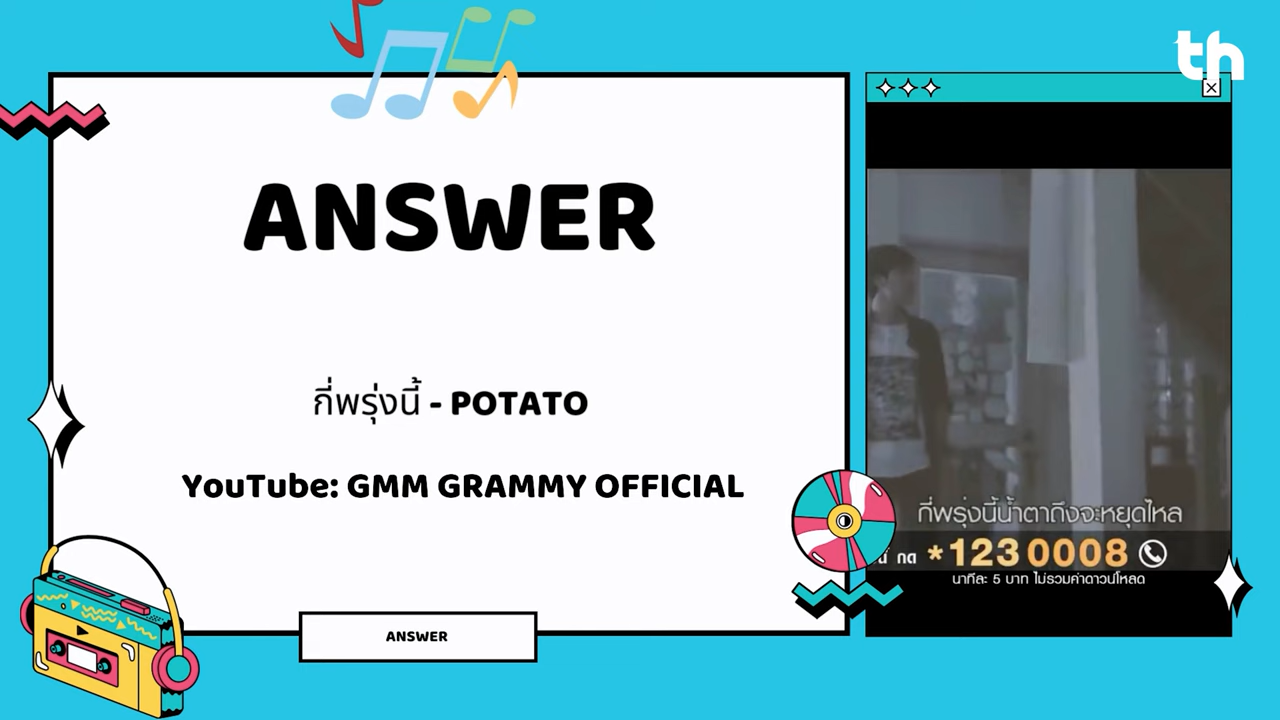 th
ANSWER
กี่พรุ่งนี้ - POTATO
YouTube: GMM GRAMMY OFFICIAL
กี่พรุ่งนี้น้ำตาถึงจะหยุดไหล
กด *123 0008
นาทีละ 5 บาท ไม่รวมค่าดาวน์โหลด
ANSWER